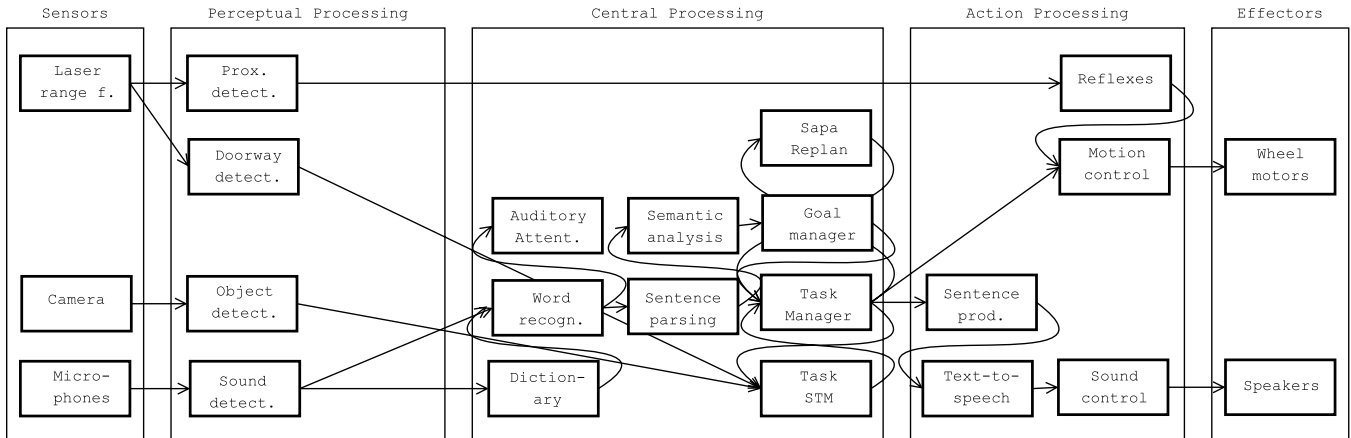 Sensors
Perceptual Processing
Central Processing
Action Processing
Effectors
Laser
range f.
Prox.
detect.
Reflexes
Doorway
detect.
Sapa
Replan
Motion
control
Wheel
motors
Auditory
Attent.
Semantic
analysis
Goal
manager
Camera
Object
detect.
Word
recogn.
Sentence
parsing
Task
Manager
Sentence
prod.
Micro-
phones
Sound
detect.
Diction-
ary
Task
STM
Text-to-
speech
Sound
control
Speakers